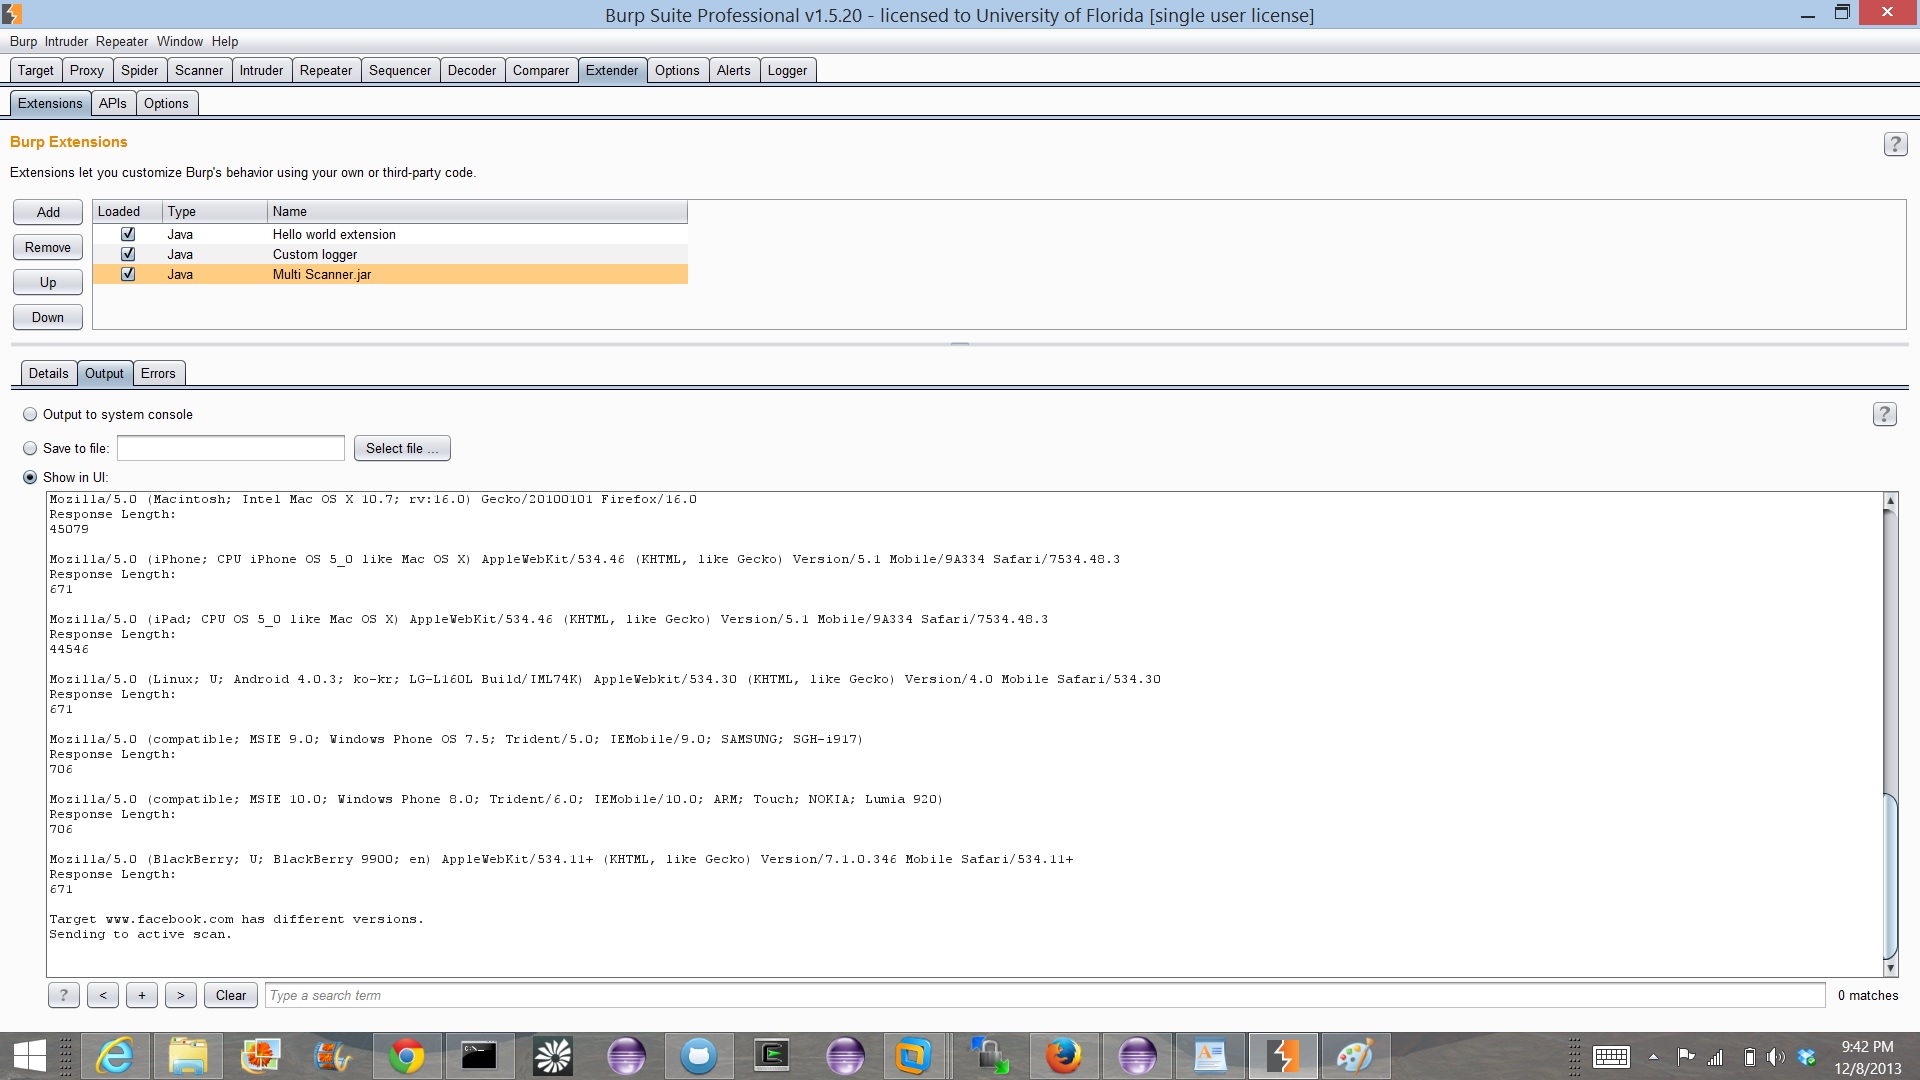 Burp Suite Professional v1.5.20 - licensed to University of Florida [single user license]
Burp Intruder Repeater Window Help
Target Proxy Spider Scanner Intruder Repeater Sequencer Decoder Comparer Extender Options Alerts Logger
Extensions APIs Options
Burp Extensions
?
Extensions let you customize Burp's behavior using your own or third-party code.
Add
Remove
Up
Down
Loaded Type Name
Java Hello world extension
Java Custom logger
Java Multi Scanner.jar
Details Output Errors
Output to system console
?
Save to file: Select file ...
Show in UI:
Mozilla/5.0 (Macintosh; Intel Mac OS X 10.7; rv:16.0) Gecko/20100101 Firefox/16.0
Response Length:
45079
Mozilla/5.0 (iPhone; CPU iPhone OS 5_0 like Mac OS X) AppleWebKit/534.46 (KHTML, like Gecko) Version/5.1 Mobile/9A334 Safari/7534.48.3
Response Length:
671
Mozilla/5.0 (iPad; CPU OS 5_0 like Mac OS X) AppleWebKit/534.46 (KHTML, like Gecko) Version/5.1 Mobile/9A334 Safari/7534.48.3
Response Length:
44546
Mozilla/5.0 (Linux; U; Android 4.0.3; ko-kr; LG-L160L Build/IML74K) AppleWebkit/534.30 (KHTML, like Gecko) Version/4.0 Mobile Safari/534.30
Response Length:
671
Mozilla/5.0 (compatible; MSIE 9.0; Windows Phone OS 7.5; Trident/5.0; IEMobile/9.0; SAMSUNG; SGH-i917)
Response Length:
706
Mozilla/5.0 (compatible; MSIE 10.0; Windows Phone 8.0; Trident/6.0; IEMobile/10.0; ARM; Touch; NOKIA; Lumia 920)
Response Length:
706
Mozilla/5.0 (BlackBerry; U; BlackBerry 9900; en) AppleWebKit/534.11+ (KHTML, like Gecko) Version/7.1.0.346 Mobile Safari/534.11+
Response Length:
671
Target www.facebook.com has different versions.
Sending to active scan.
? < + > Clear Type a search term 0 matches
9:42 PM
12/8/2013